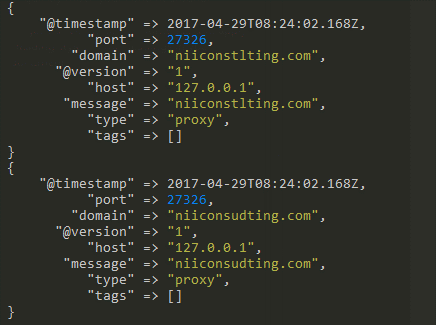 {
"@timestamp" => 2017-04-29T08:24:02.168Z,
"port" => 27326,
"domain" => "niiconstlting.com",
"@version" => "1",
"host" => "127.0.0.1",
"message" => "niiconstlting.com",
"type" => "proxy",
"tags" => []
}
{
"@timestamp" => 2017-04-29T08:24:02.168Z,
"port" => 27326,
"domain" => "niiconsudting.com",
"@version" => "1",
"host" => "127.0.0.1",
"message" => "niiconsudting.com",
"type" => "proxy",
"tags" => []
}